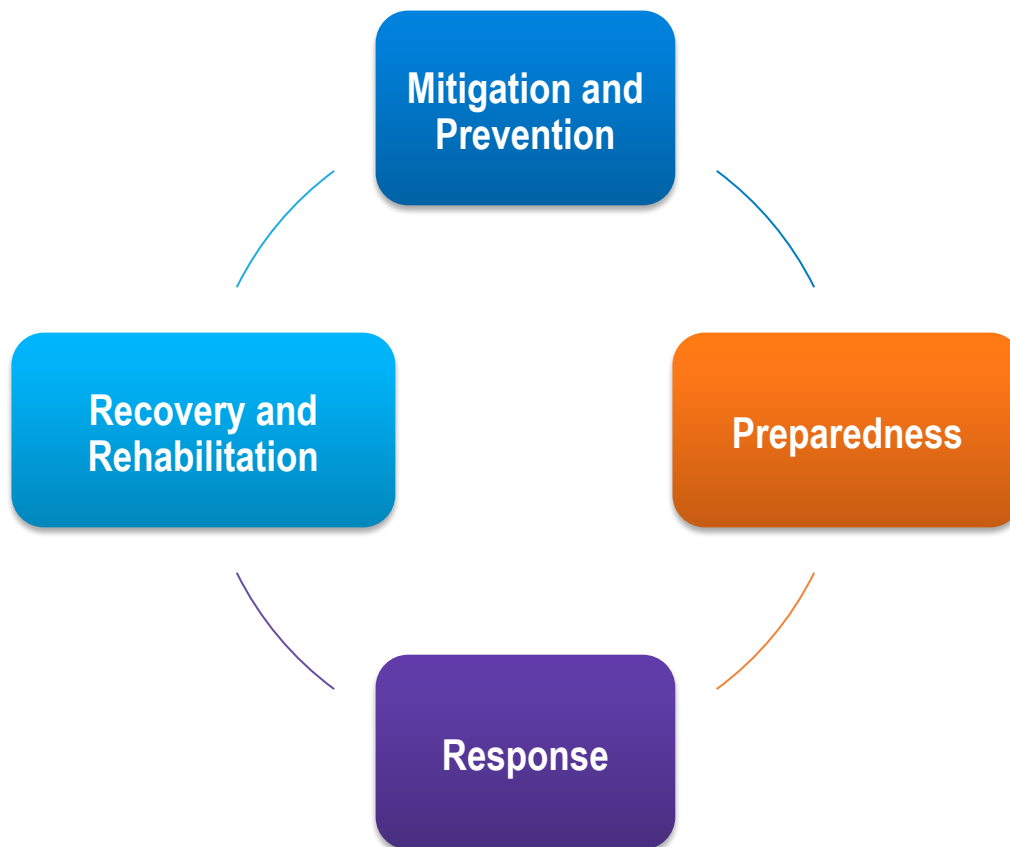 Mitigation and
Prevention
Preparedness
Response
Recovery and
Rehabilitation